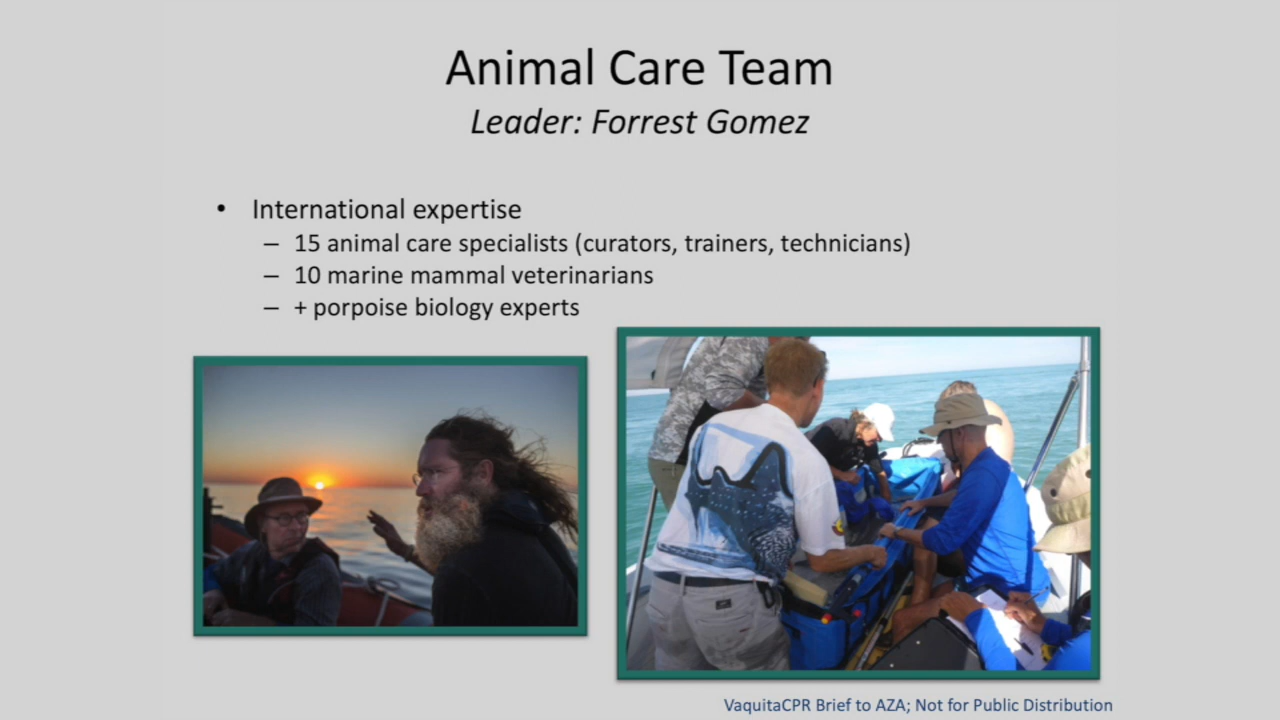 Animal Care Team
Leader: Forrest Gomez
• International expertise
– 15 animal care specialists (curators, trainers, technicians)
– 10 marine mammal veterinarians
– + porpoise biology experts
VaquitaCPR Brief to AZA; Not for Public Distribution